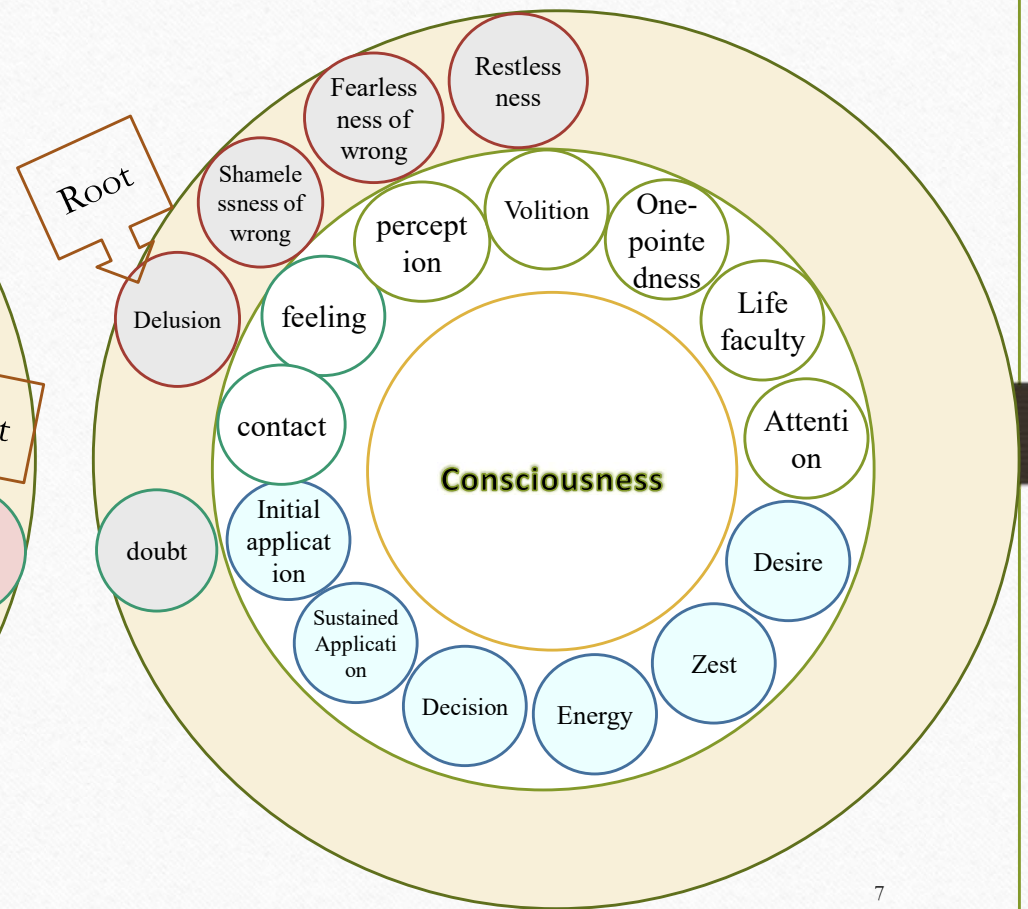 Restless
ness
Fearless
ness of
wrong
Shamele
ssness of
wrong
Root
Delusion
doubt
percept
ion
Volition
One-
pointe
dness
feeling
Life
faculty
contact
Attenti
on
Consciousness
Initial
applicat
ion
Desire
Sustained
Applicati
on
Zest
Decision
Energy
t
7